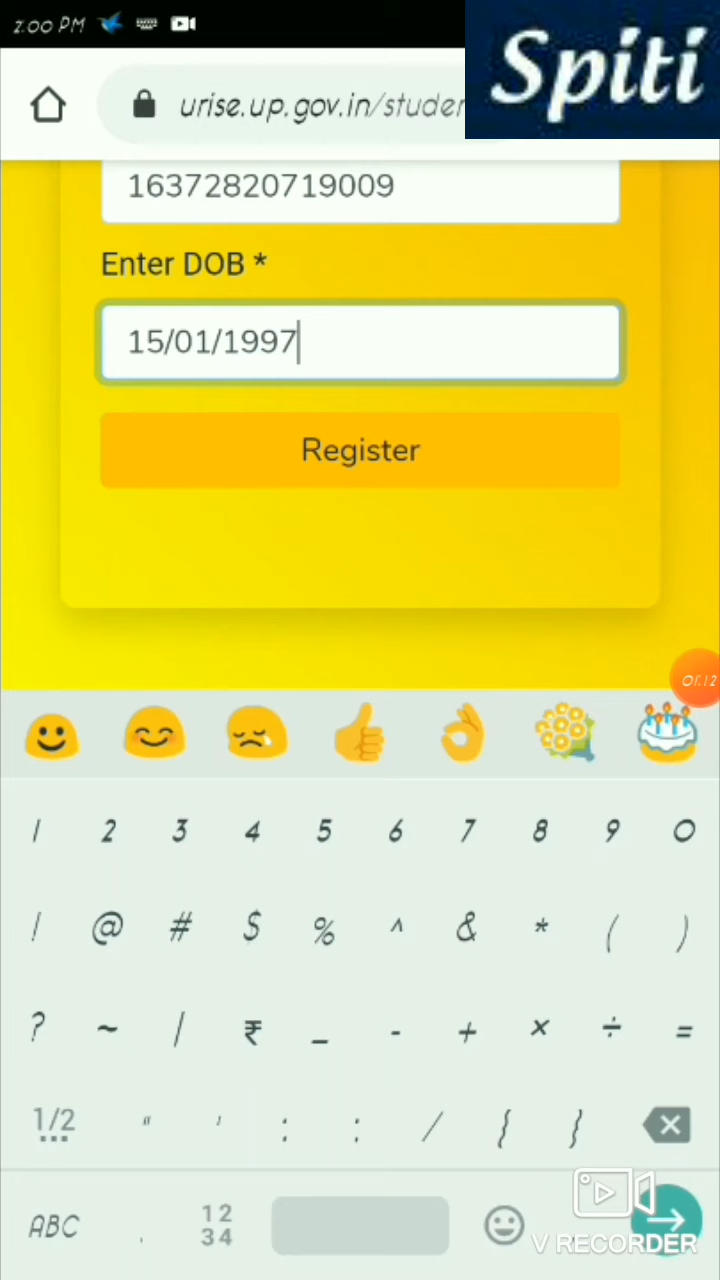 2:00 PM
Spiti
urise.up.gov.in/studer
16372820719009
Enter DOB *
15/01/1997
Register
01:12
1 2 3 4 5 6 7 8 9 0
! @ # $ % ^ & * ( )
? ~ | ₹ _ - + × ÷ =
1/2 " ' : : / { }
ABC . 12
34
V RECORDER